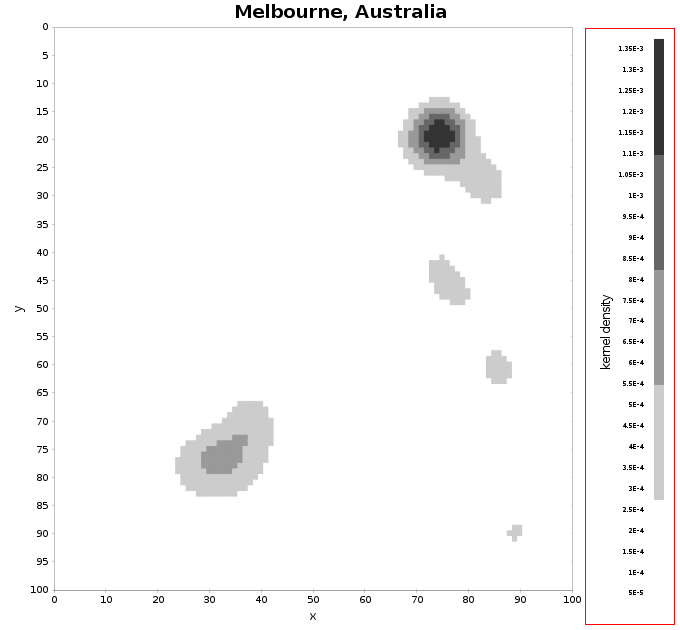 Melbourne, Australia
0
5
10
15
20
25
30
35
40
45
50
55
60
65
70
75
80
85
90
95
100
y
0
10
20
30
40
50
60
70
80
90
100
x
kernel density
1.35E-3
1.3E-3
1.25E-3
1.2E-3
1.15E-3
1.1E-3
1.05E-3
1E-3
9.5E-4
9E-4
8.5E-4
8E-4
7.5E-4
7E-4
6.5E-4
6E-4
5.5E-4
5E-4
4.5E-4
4E-4
3.5E-4
3E-4
2.5E-4
2E-4
1.5E-4
1E-4
5E-5